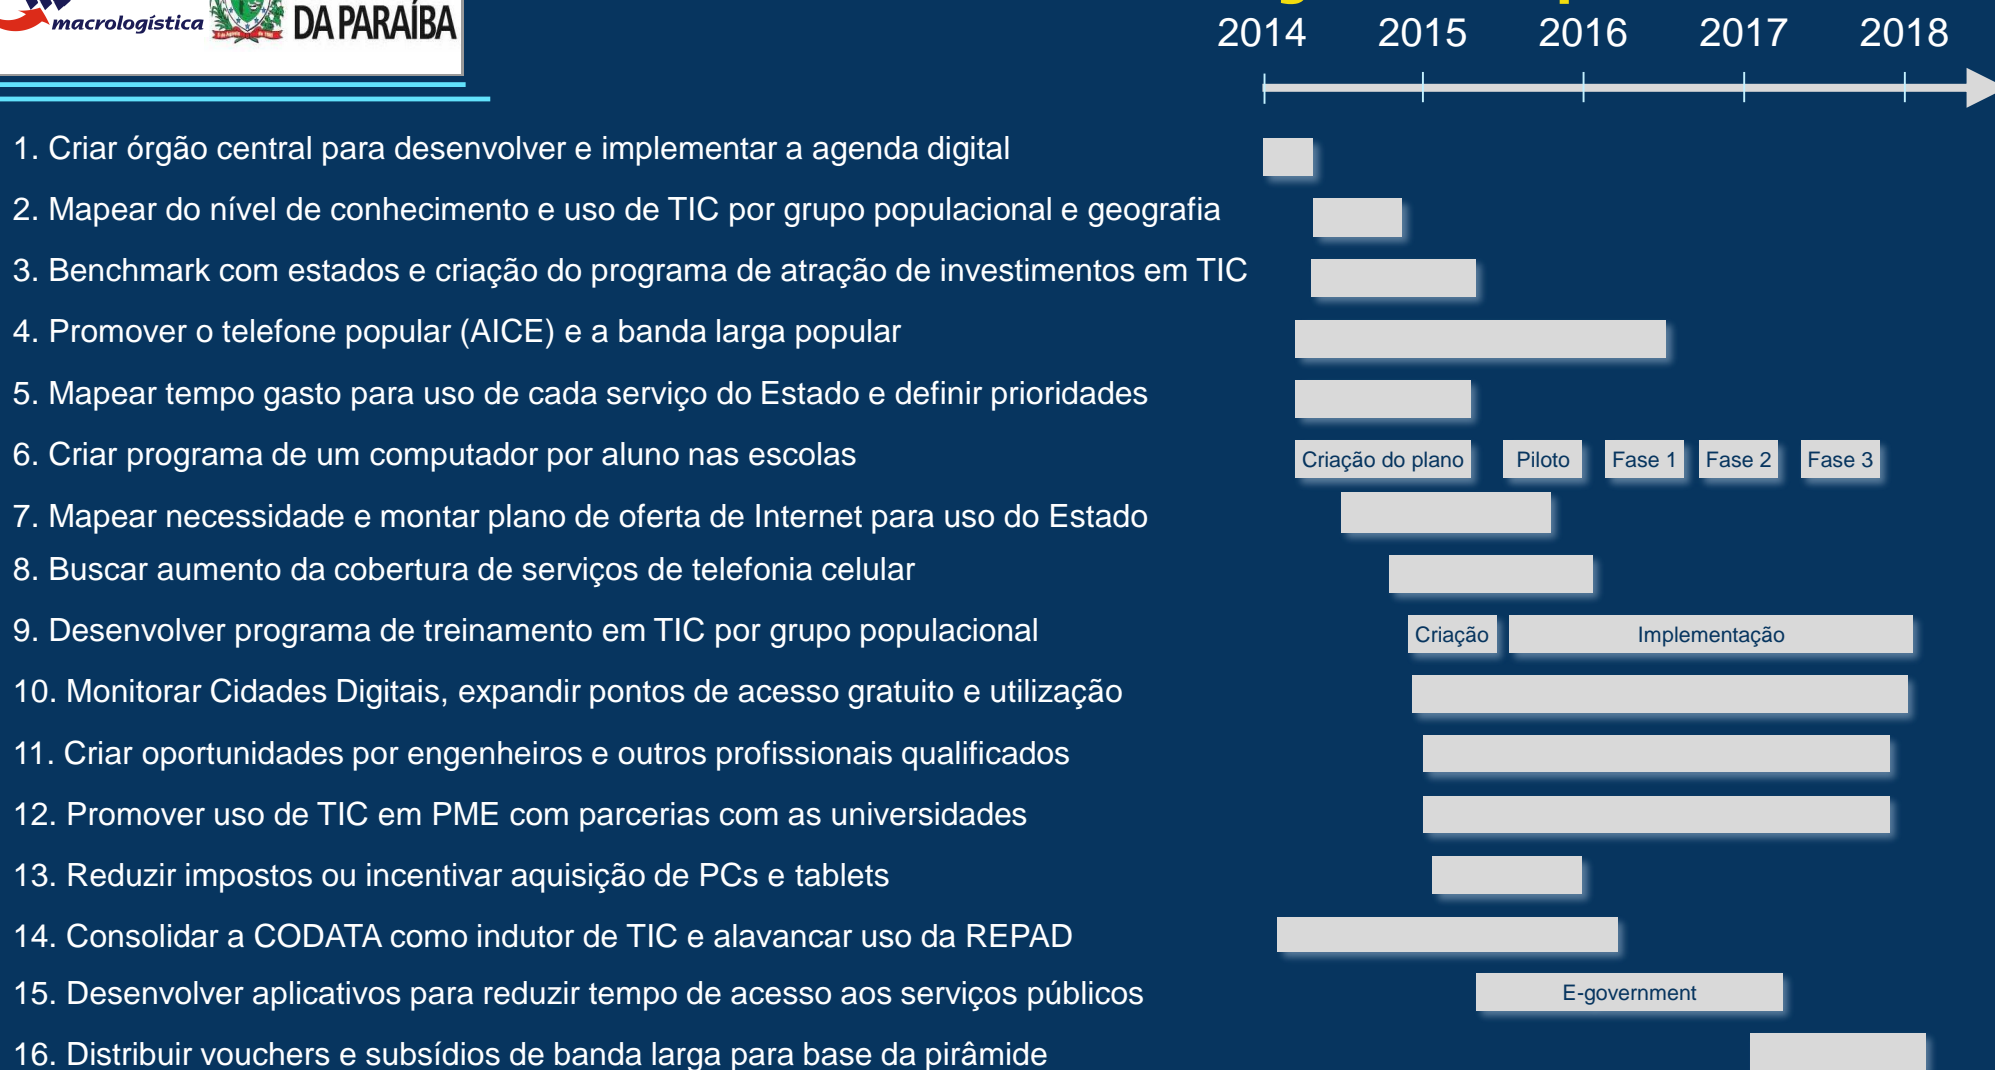 macrologística
DA PARAÍBA
2014 2015 2016 2017 2018
1. Criar órgão central para desenvolver e implementar a agenda digital
2. Mapear do nível de conhecimento e uso de TIC por grupo populacional e geografia
3. Benchmark com estados e criação do programa de atração de investimentos em TIC
4. Promover o telefone popular (AICE) e a banda larga popular
5. Mapear tempo gasto para uso de cada serviço do Estado e definir prioridades
6. Criar programa de um computador por aluno nas escolas
Criação do plano Piloto Fase 1 Fase 2 Fase 3
7. Mapear necessidade e montar plano de oferta de Internet para uso do Estado
8. Buscar aumento da cobertura de serviços de telefonia celular
9. Desenvolver programa de treinamento em TIC por grupo populacional
Criação Implementação
10. Monitorar Cidades Digitais, expandir pontos de acesso gratuito e utilização
11. Criar oportunidades por engenheiros e outros profissionais qualificados
12. Promover uso de TIC em PME com parcerias com as universidades
13. Reduzir impostos ou incentivar aquisição de PCs e tablets
14. Consolidar a CODATA como indutor de TIC e alavancar uso da REPAD
15. Desenvolver aplicativos para reduzir tempo de acesso aos serviços públicos
E-government
16. Distribuir vouchers e subsídios de banda larga para base da pirâmide